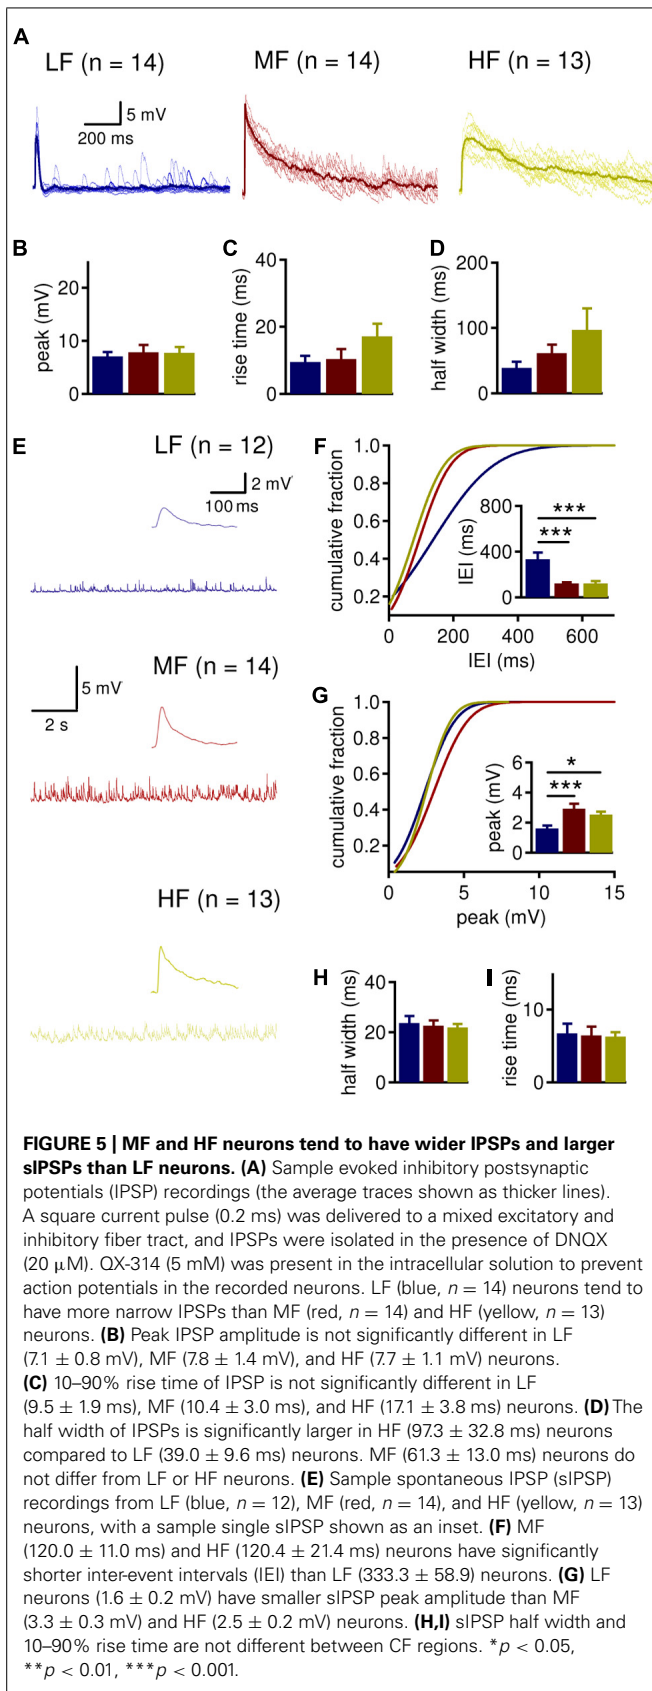 A
LF (n = 14)
MF (n = 14)
HF (n = 13)
5 mV
200 ms
B
peak (mV)
20
10
0
C
rise time (ms)
40
20
0
D
half width (ms)
200
100
0
E
LF (n = 12)
2 mV
100 ms
MF (n = 14)
5 mV
2 s
HF (n = 13)
F
cumulative fraction
1.0
0.8
0.6
0.4
0.2
0 200 400 600
IEI (ms)
IEI (ms)
800
400
0
***
***
G
cumulative fraction
1.0
0.8
0.6
0.4
0.2
0 5 10 15
peak (mV)
peak (mV)
6
4
2
0
*
***
H
half width (ms)
40
20
0
I
rise time (ms)
10
0
FIGURE 5 | MF and HF neurons tend to have wider IPSPs and larger
sIPSPs than LF neurons. (A) Sample evoked inhibitory postsynaptic
potentials (IPSP) recordings (the average traces shown as thicker lines).
A square current pulse (0.2 ms) was delivered to a mixed excitatory and
inhibitory fiber tract, and IPSPs were isolated in the presence of DNQX
(20 μM). QX-314 (5 mM) was present in the intracellular solution to prevent
action potentials in the recorded neurons. LF (blue, n = 14) neurons tend to
have more narrow IPSPs than MF (red, n = 14) and HF (yellow, n = 13)
neurons. (B) Peak IPSP amplitude is not significantly different in LF
(7.1 ± 0.8 mV), MF (7.8 ± 1.4 mV), and HF (7.7 ± 1.1 mV) neurons.
(C) 10–90% rise time of IPSP is not significantly different in LF
(9.5 ± 1.9 ms), MF (10.4 ± 3.0 ms), and HF (17.1 ± 3.8 ms) neurons. (D) The
half width of IPSPs is significantly larger in HF (97.3 ± 32.8 ms) neurons
compared to LF (39.0 ± 9.6 ms) neurons. MF (61.3 ± 13.0 ms) neurons do
not differ from LF or HF neurons. (E) Sample spontaneous IPSP (sIPSP)
recordings from LF (blue, n = 12), MF (red, n = 14), and HF (yellow, n = 13)
neurons, with a sample single sIPSP shown as an inset. (F) MF
(120.0 ± 11.0 ms) and HF (120.4 ± 21.4 ms) neurons have significantly
shorter inter-event intervals (IEI) than LF (333.3 ± 58.9) neurons. (G) LF
neurons (1.6 ± 0.2 mV) have smaller sIPSP peak amplitude than MF
(3.3 ± 0.3 mV) and HF (2.5 ± 0.2 mV) neurons. (H,I) sIPSP half width and
10–90% rise time are not different between CF regions. *p < 0.05,
**p < 0.01, ***p < 0.001.